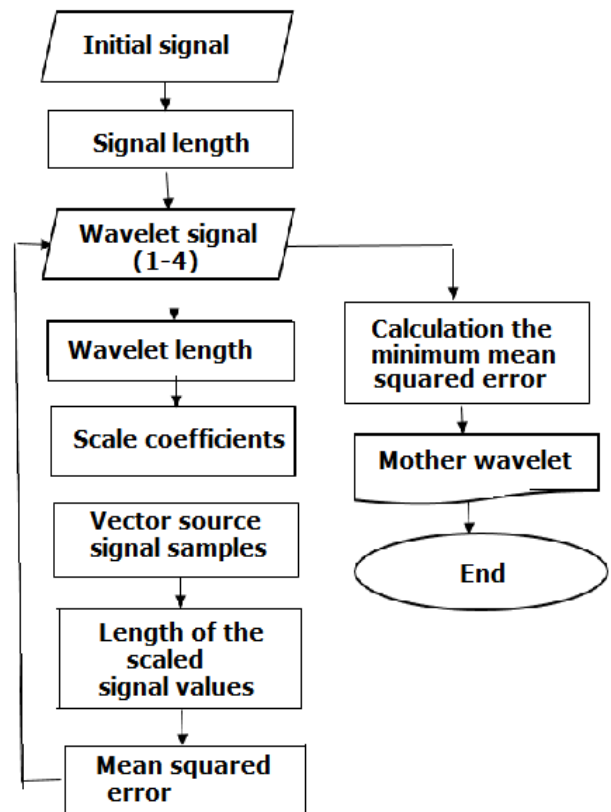 Initial signal
Signal length
Wavelet signal
(1-4)
Wavelet length
Scale coefficients
Vector source
signal samples
Length of the
scaled
signal values
Mean squared
error
Calculation the
minimum mean
squared error
Mother wavelet
End